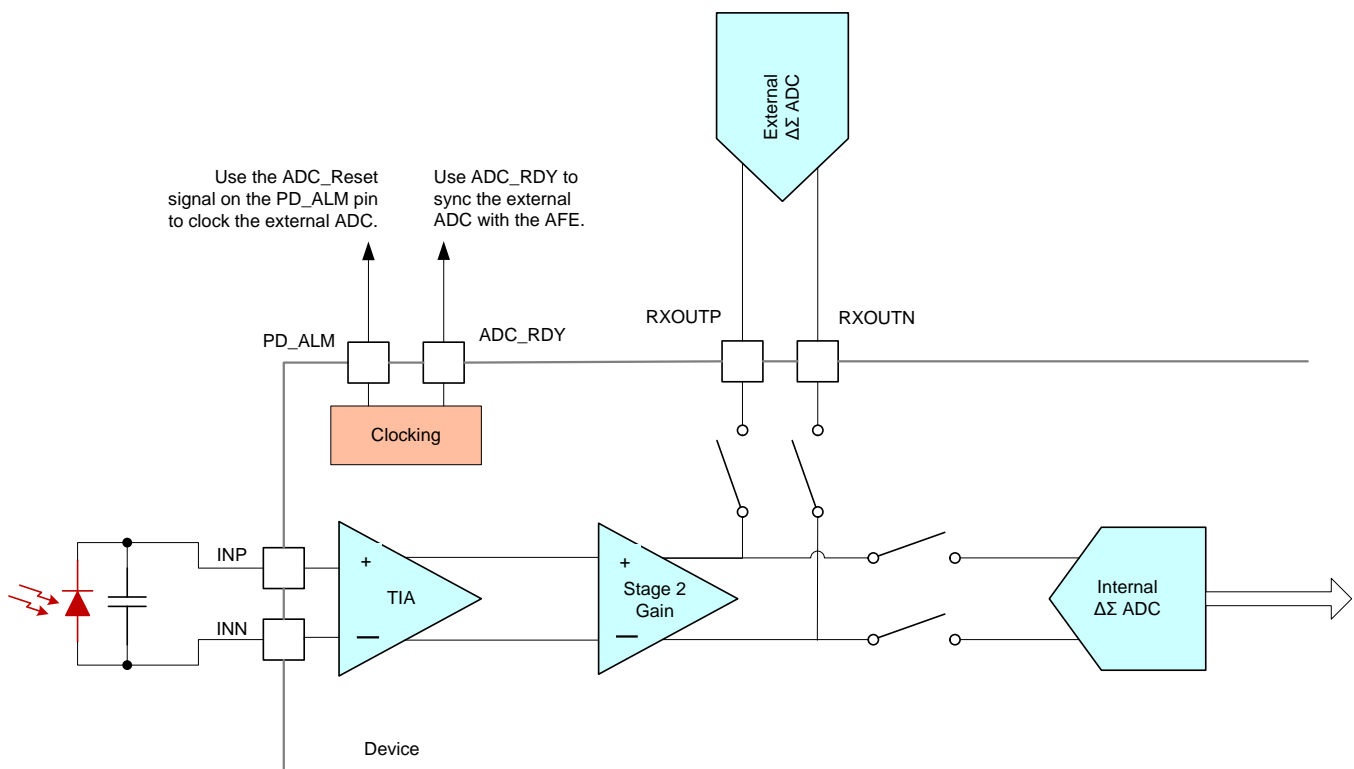 External
ΔΣ ADC
Use the ADC_Reset
signal on the PD_ALM pin
to clock the external ADC.
Use ADC_RDY to
sync the external
ADC with the AFE.
RXOUTP
RXOUTN
PD_ALM
ADC_RDY
Clocking
INP
INN
+
TIA
—
+
Stage 2
Gain
—
Internal
ΔΣ ADC
Device